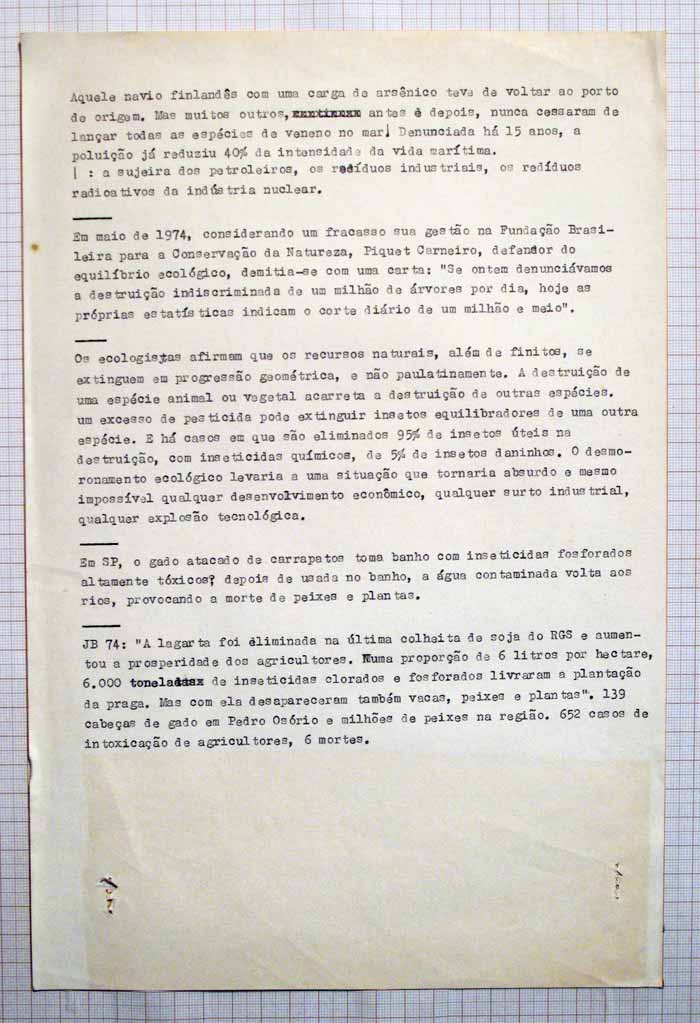 Aquele navio finlandês com uma carga de arsênico teve de voltar ao porto
de origem. Mas muitos outros, antes e depois, nunca cessaram de
lançar todas as espécies de veneno no mar| Denunciada há 15 anos, a
poluição já reduziu 40% da intensidade da vida marítima.
| : a sujeira dos petroleiros, os redíduos industriais, os redíduos
radioativos da indústria nuclear.
Em maio de 1974, considerando um fracasso sua gestão na Fundação Brasi-
leira para a Conservação da Natureza, Piquet Carneiro, defendor do
equilíbrio ecológico, demitia-se com uma carta: "Se ontem denunciávamos
a destruição indiscriminada de um milhão de árvores por dia, hoje as
próprias estatísticas indicam o corte diário de um milhão e meio".
Os ecologistas afirmam que os recursos naturais, além de finitos, se
extinguem em progressão geométrica, e não paulatinamente. A destruição de
uma espécie animal ou vegetal acarreta a destruição de outras espécies.
um excesso de pesticida pode extinguir insetos equilibradores de uma outra
espécie. E há casos em que são eliminados 95% de insetos úteis na
destruição, com inseticidas químicos, de 5% de insetos daninhos. O desmo-
ronamento ecológico levaria a uma situação que tornaria absurdo e mesmo
impossível qualquer desenvolvimento econômico, qualquer surto industrial,
qualquer explosão tecnológica.
Em SP, o gado atacado de carrapatos toma banho com inseticidas fosforados
altamente tóxicos? depois de usada no banho, a água contaminada volta aos
rios, provocando a morte de peixes e plantas.
JB 74: "A lagarta foi eliminada na última colheita de soja do RGS e aumen-
tou a prosperidade dos agricultores. Numa proporção de 6 litros por hectare,
6.000 toneladas de inseticidas clorados e fosforados livraram a plantação
da praga. Mas com ela desapareceram também vacas, peixes e plantas". 139
cabeças de gado em Pedro Osório e milhões de peixes na região. 652 casos de
intoxicação de agricultores, 6 mortes.